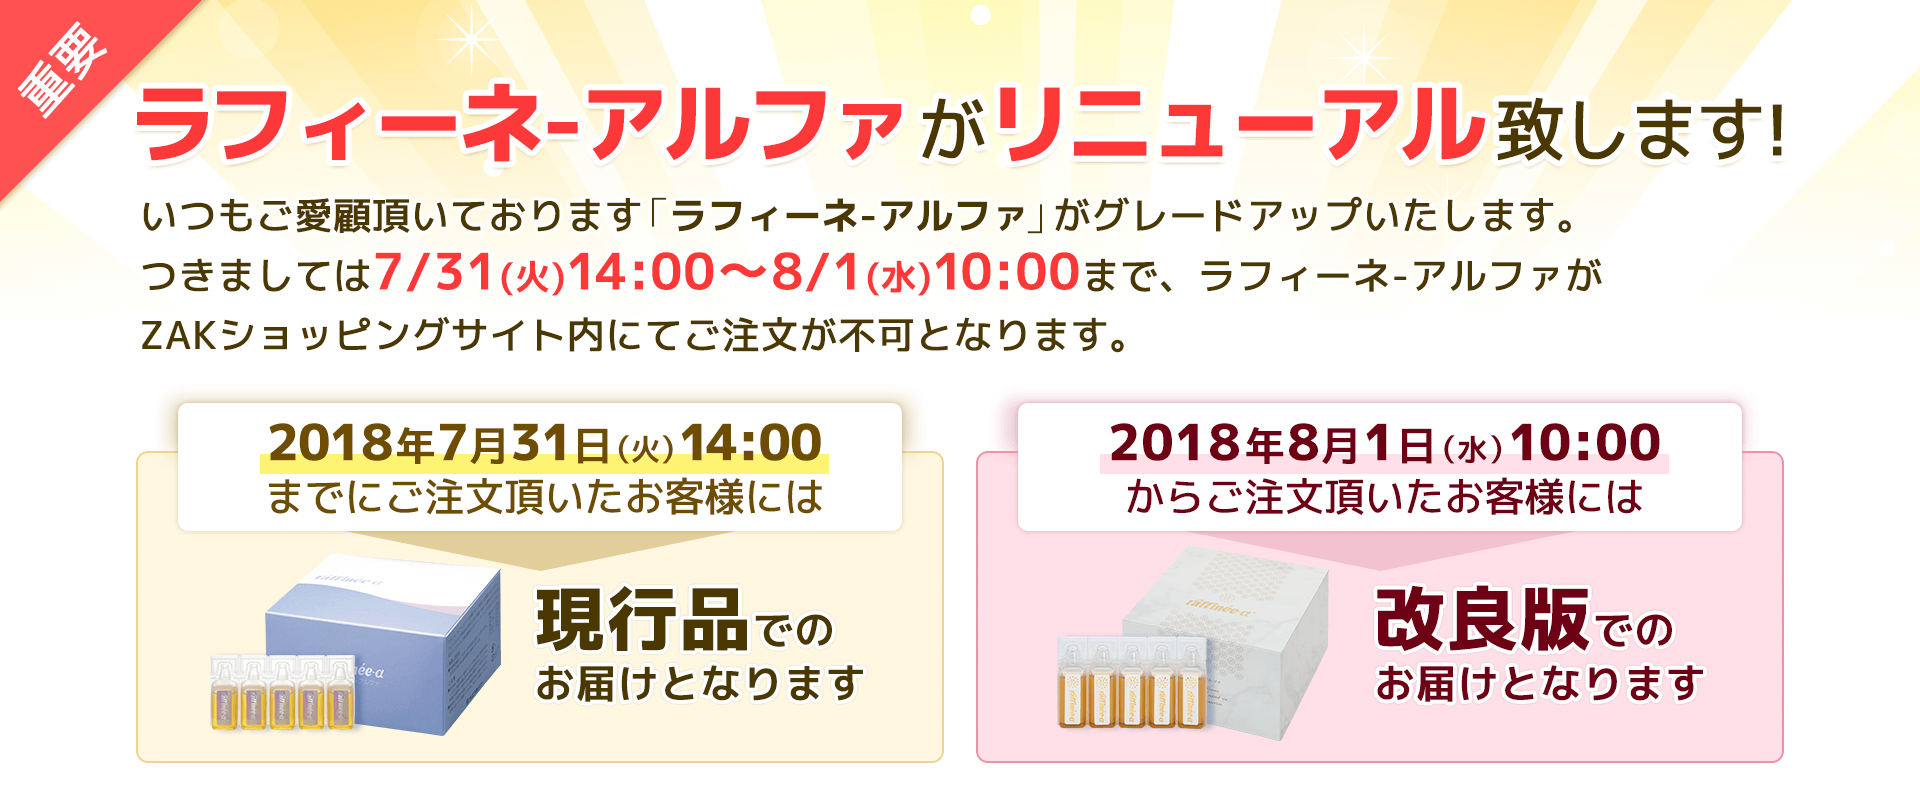 重要
ラフィーネ-アルファがリニューアル致します!
いつもご愛顧頂いております「ラフィーネ-アルファ」がグレードアップいたします。
つきましては7/31(火)14:00～8/1(水)10:00まで、ラフィーネ-アルファが
ZAKショッピングサイト内にてご注文が不可となります。
2018年7月31日(火)14:00
までにご注文頂いたお客様には
raffinée-α
現行品でのお届けとなります
2018年8月1日(水)10:00
からご注文頂いたお客様には
raffinée-α
改良版での
お届けとなります